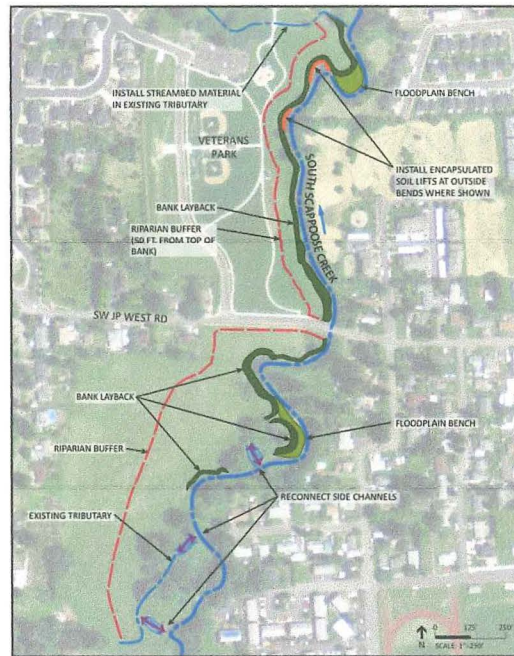 INSTALL STREAMBED MATERIAL
IN EXISTING TRIBUTARY
FLOODPLAIN BENCH
VETERANS
PARK
INSTALL ENCAPSULATED
SOIL LIFTS AT OUTSIDE
BENDS WHERE SHOWN
SOUTH SCAPPOOSE CREEK
BANK LAYBACK
RIPARIAN BUFFER
FT. FROM TOP OF
BANK)
SW JP WEST RD
BANK LAYBACK
FLOODPLAIN BENCH
RIPARIAN BUFFER
RECONNECT SIDE CHANNELS
EXISTING TRIBUTARY
N
0 125' 250'
SCALE: 1"=250'